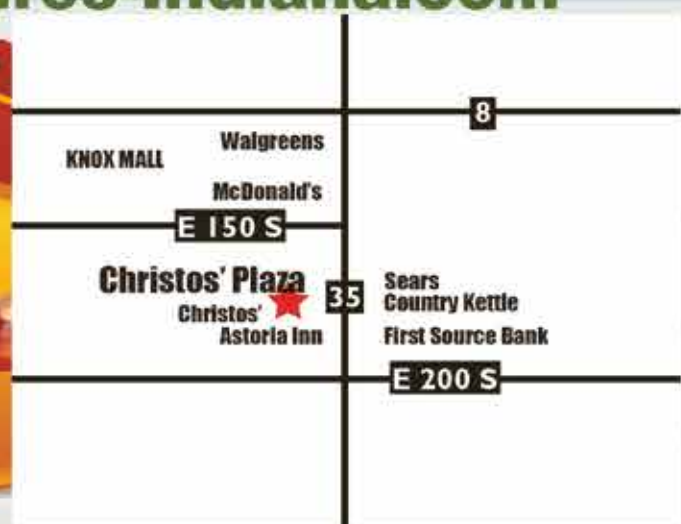 8
Walgreens
KNOX MALL
McDonald's
E 150 S
Christos' Plaza
Christos'
Astoria Inn
35
Sears
Country Kettle
First Source Bank
E 200 S